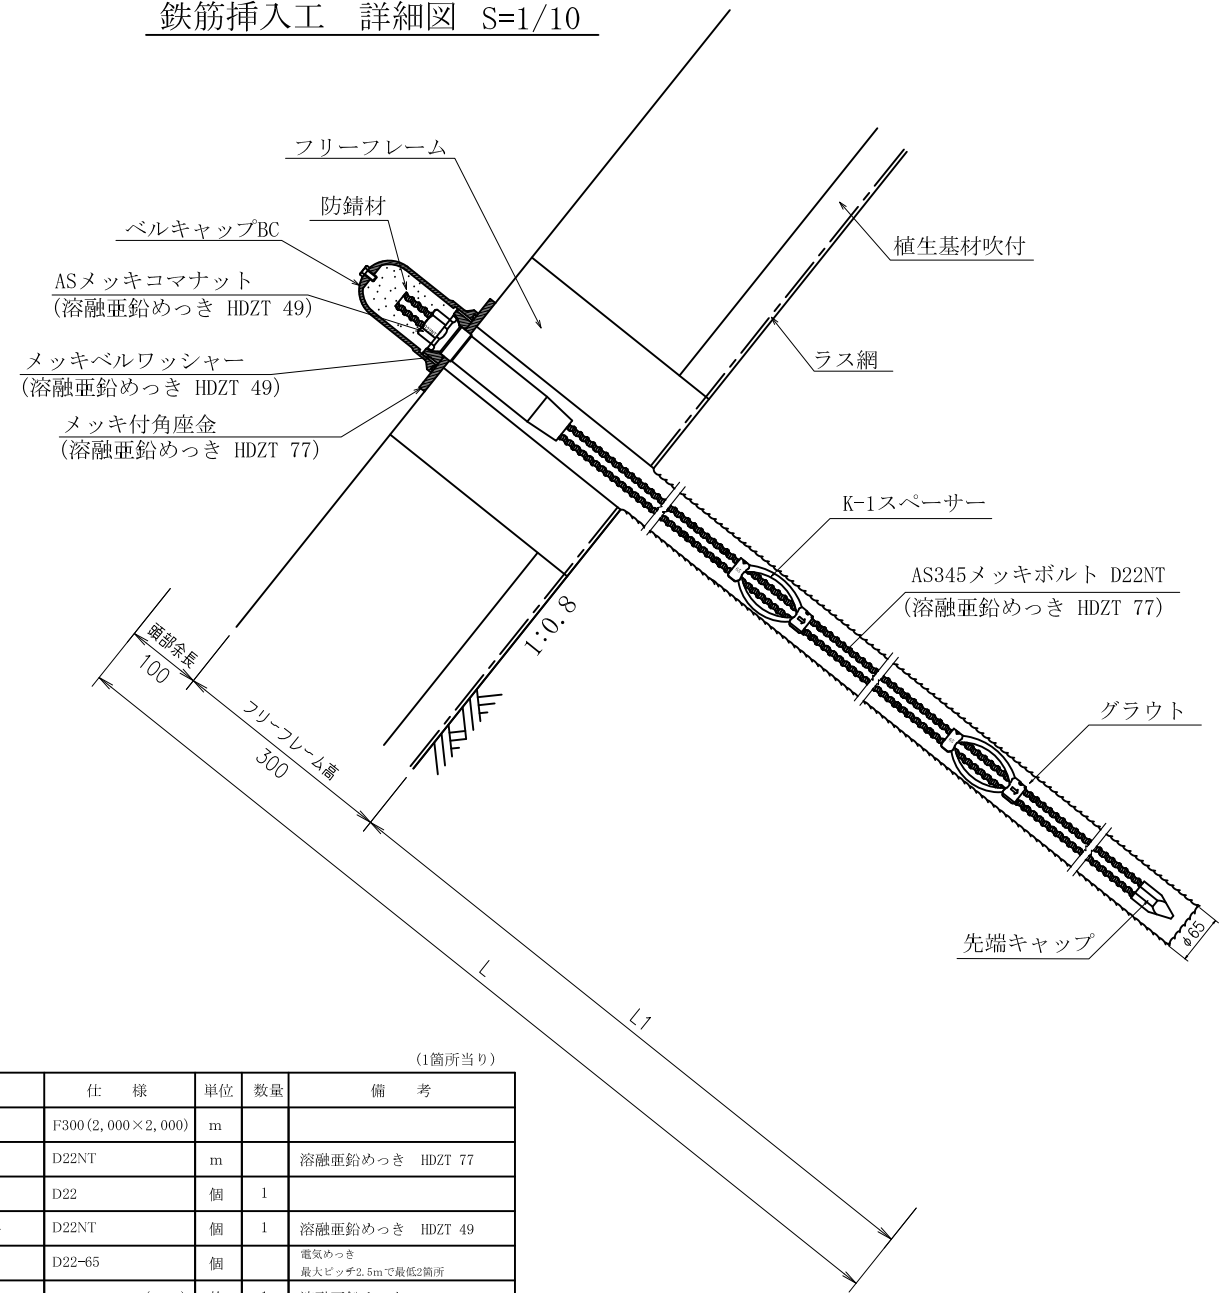 鉄筋挿入工　詳細図 S=1/10
フリーフレーム
防錆材
ベルキャップBC
植生基材吹付
ASメッキコマナット
(溶融亜鉛めっき HDZT 49)
メッキベルワッシャー
(溶融亜鉛めっき HDZT 49)
ラス網
メッキ付角座金
(溶融亜鉛めっき HDZT 77)
K-1スペーサー
AS345メッキボルト D22NT
(溶融亜鉛めっき HDZT 77)
1:0.8
頭部余長
100
フリーフレーム高
300
グラウト
先端キャップ
φ65
L
L1
(1箇所当り)
仕　様 単位 数量 備　考
F300(2,000×2,000) m
D22NT m 溶融亜鉛めっき　HDZT 77
D22 個 1
D22NT 個 1 溶融亜鉛めっき　HDZT 49
D22-65 個 電気めっき
最大ピッチ2.5mで最低2箇所